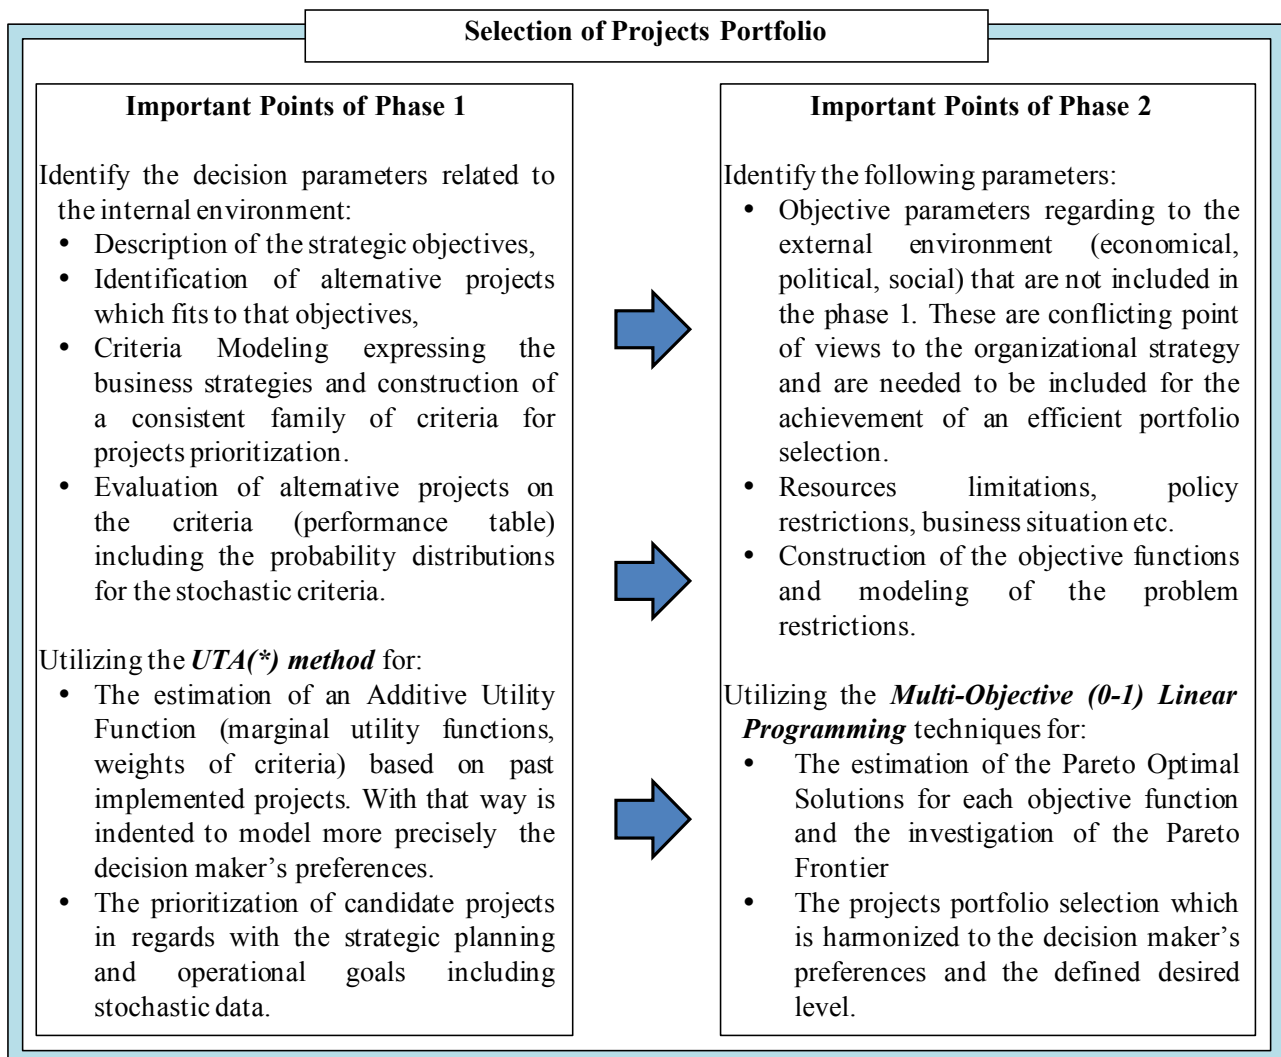 Selection of Projects Portfolio
Important Points of Phase 1
Identify the decision parameters related to
the internal environment:
• Description of the strategic objectives,
• Identification of alternative projects
which fits to that objectives,
• Criteria Modeling expressing the
business strategies and construction of
a consistent family of criteria for
projects prioritization.
• Evaluation of alternative projects on
the criteria (performance table)
including the probability distributions
for the stochastic criteria.
Utilizing the UTA(*) method for:
• The estimation of an Additive Utility
Function (marginal utility functions,
weights of criteria) based on past
implemented projects. With that way is
indented to model more precisely the
decision maker’s preferences.
• The prioritization of candidate projects
in regards with the strategic planning
and operational goals including
stochastic data.
Important Points of Phase 2
Identify the following parameters:
• Objective parameters regarding to the
external environment (economical,
political, social) that are not included in
the phase 1. These are conflicting point
of views to the organizational strategy
and are needed to be included for the
achievement of an efficient portfolio
selection.
• Resources limitations, policy
restrictions, business situation etc.
• Construction of the objective functions
and modeling of the problem
restrictions.
Utilizing the Multi-Objective (0-1) Linear
Programming techniques for:
• The estimation of the Pareto Optimal
Solutions for each objective function
and the investigation of the Pareto
Frontier
• The projects portfolio selection which
is harmonized to the decision maker’s
preferences and the defined desired
level.